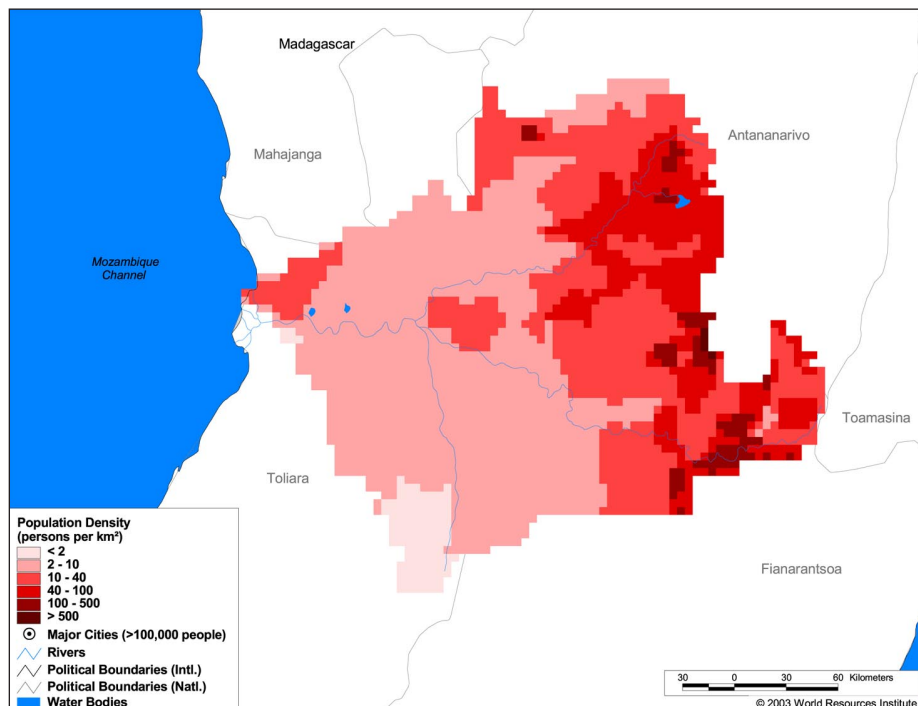 Madagascar
Antananarivo
Mahajanga
Mozambique
Channel
Toamasina
Toliara
Fianarantsoa
Population Density
(persons per km²)
< 2
2 - 10
10 - 40
40 - 100
100 - 500
> 500
Major Cities (>100,000 people)
Rivers
Political Boundaries (Intl.)
Political Boundaries (Natl.)
Water Bodies
30 0 30 60 Kilometers
© 2003 World Resources Institute